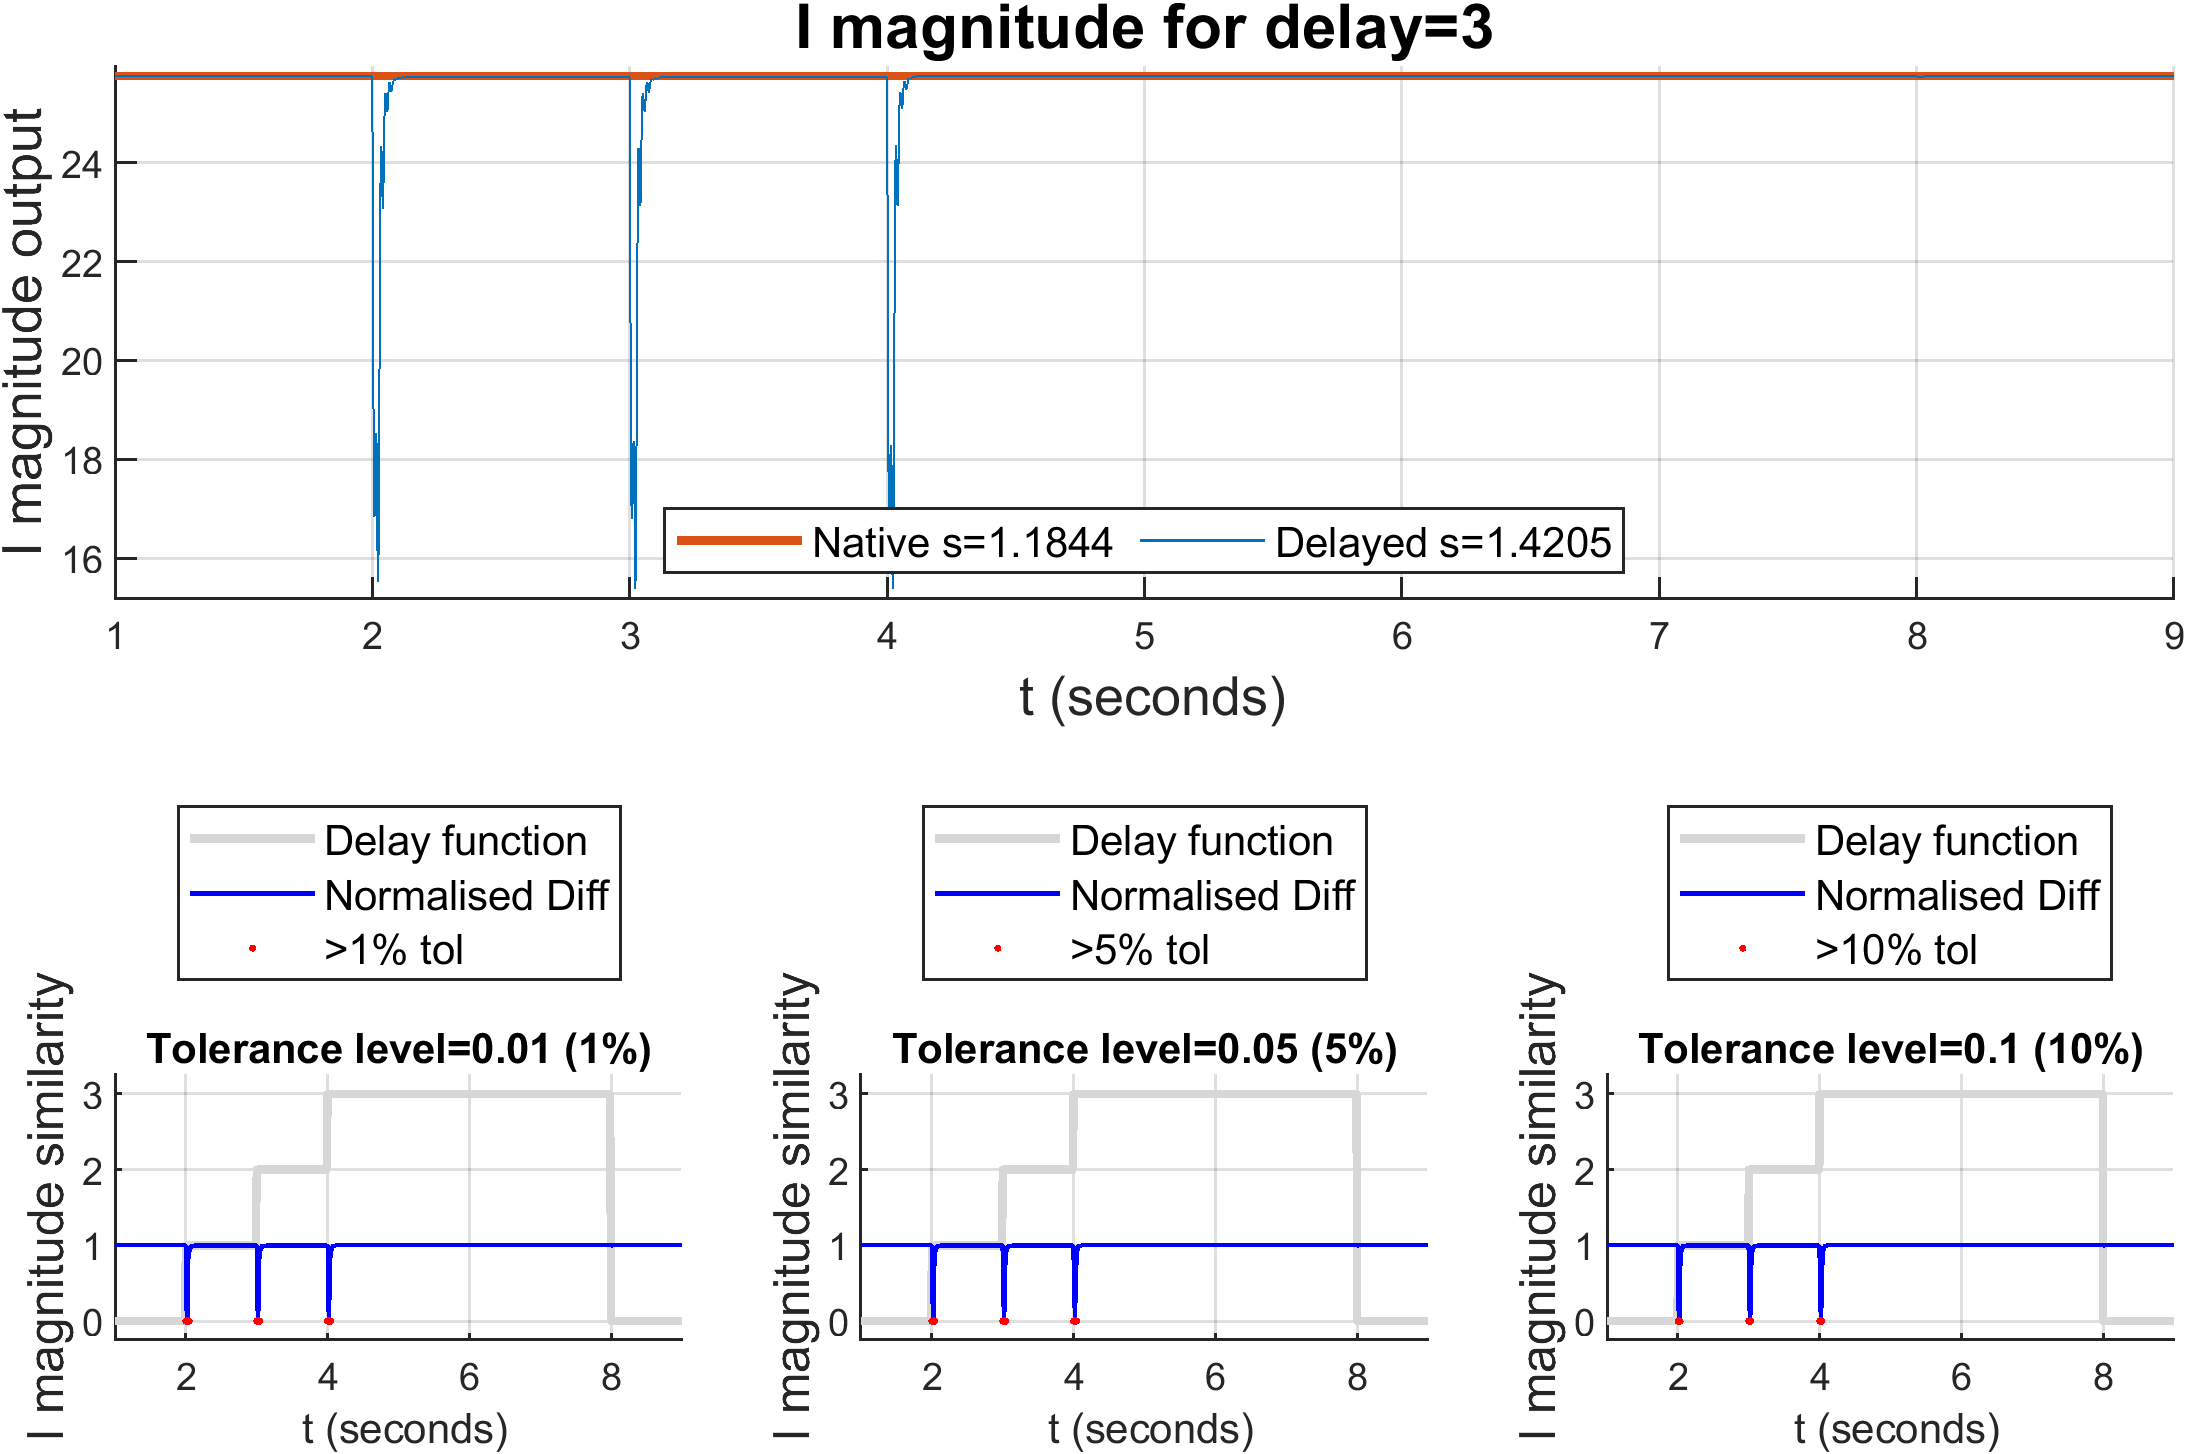 I magnitude for delay=3
I magnitude output
24
22
20
18
16
Native s=1.1844 Delayed s=1.4205
1 2 3 4 5 6 7 8 9
t (seconds)
Delay function
Normalised Diff
>1% tol
Tolerance level=0.01 (1%)
I magnitude similarity
3
2
1
0
2 4 6 8
t (seconds)
Delay function
Normalised Diff
>5% tol
Tolerance level=0.05 (5%)
I magnitude similarity
3
2
1
0
2 4 6 8
t (seconds)
Delay function
Normalised Diff
>10% tol
Tolerance level=0.1 (10%)
I magnitude similarity
3
2
1
0
2 4 6 8
t (seconds)